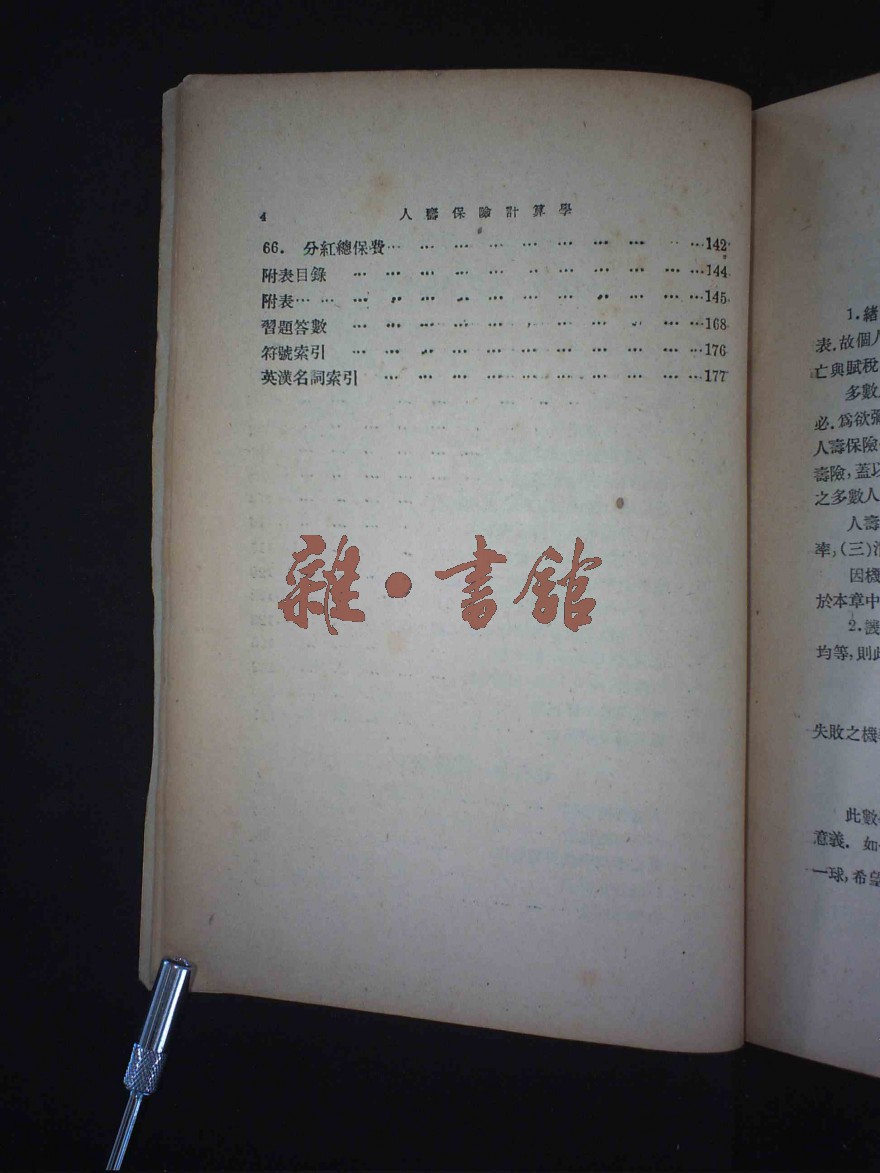 4 人壽保險計算學
66. 分紅總保費… … … … … … … … …142
附表目錄 … … … … … … … … … … …144
附表… … … … … … … … … … … …145
習題答數 … … … … … … … … … … …168
符號索引 … … … … … … … … … … …176
英漢名詞索引 … … … … … … … … … …177
雜·書館
1.緒
表.故個人
亡與賦稅
多數
必.爲欲彌
人壽保險
壽險,蓋以
之多數人
人壽
率,(三)
因機
於本章中
2.機
均等,則此
失敗之機
此數
意義. 如
一球,希望